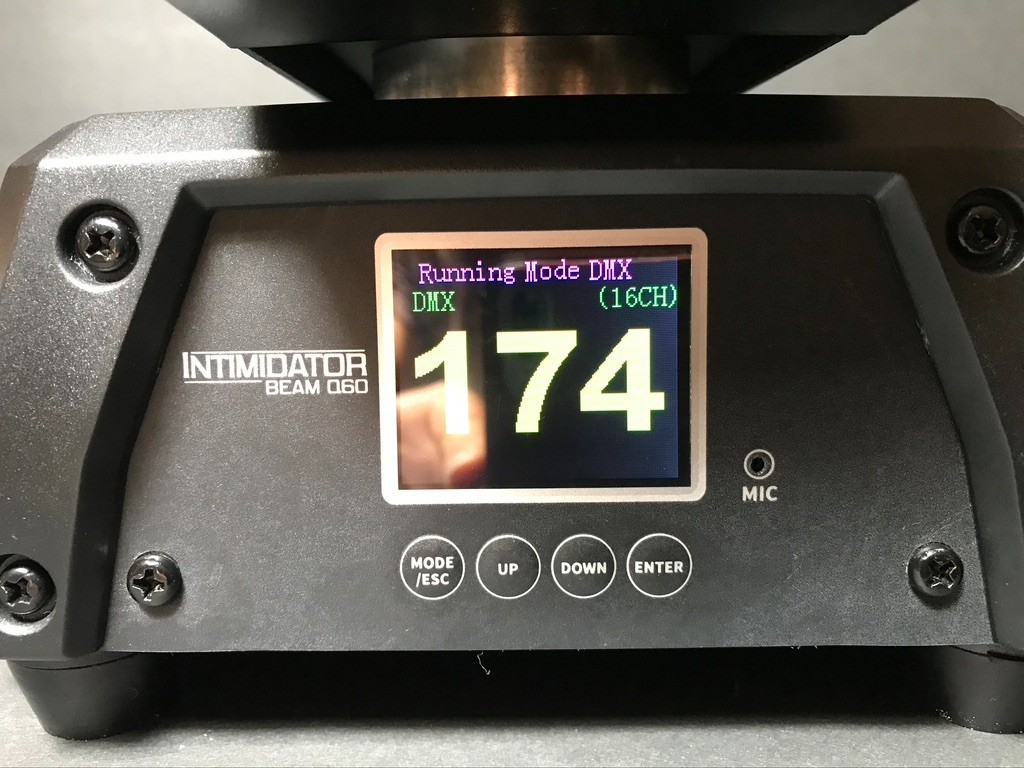 Running Mode DMX
DMX (16CH)
174
INTIMIDATOR
BEAM Q60
MIC
MODE
/ESC
UP
DOWN
ENTER